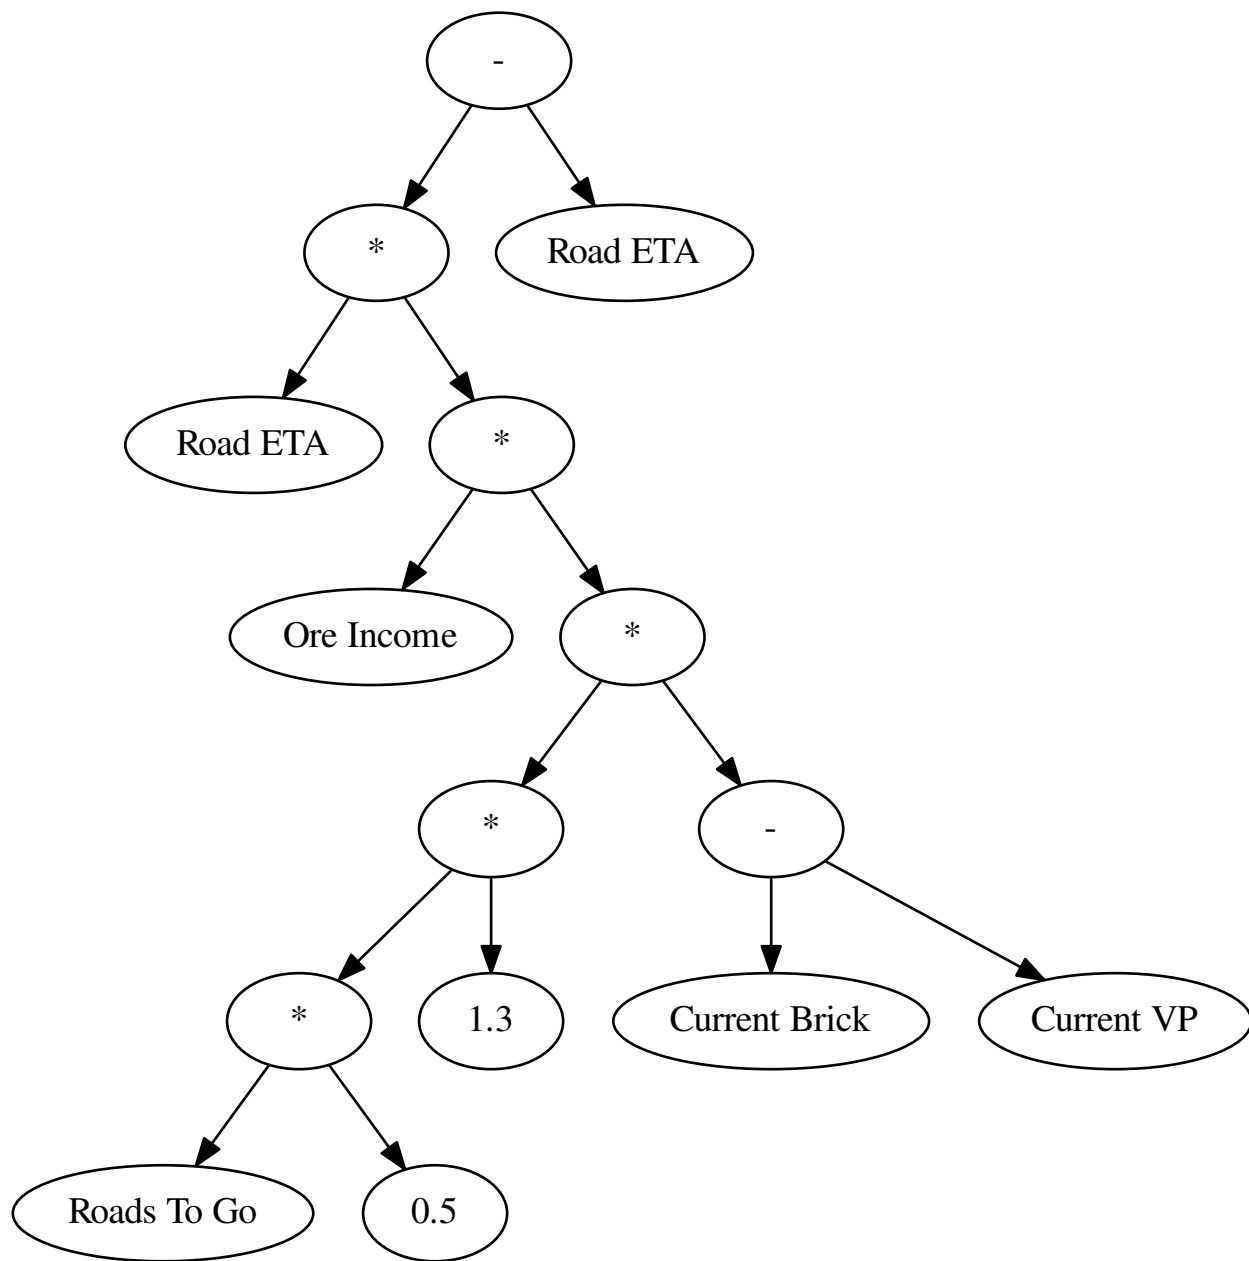 -
*
Road ETA
Road ETA
*
Ore Income
*
*
-
*
1.3
Current Brick
Current VP
Roads To Go
0.5